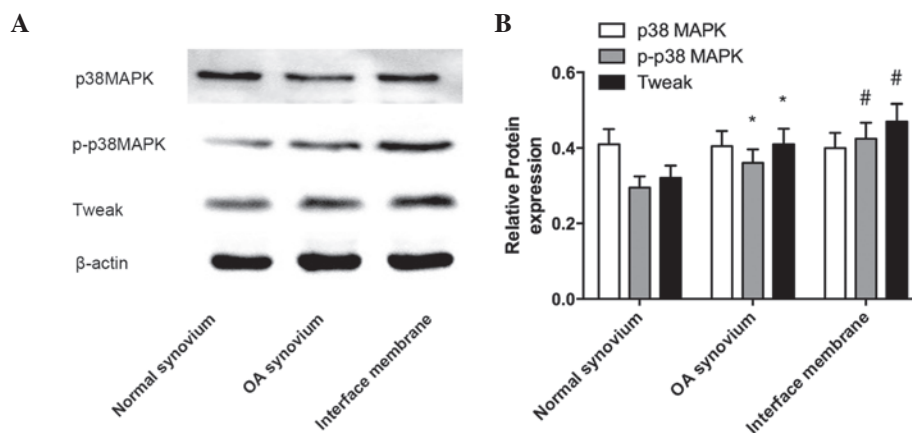 A
p38MAPK
p-p38MAPK
Tweak
β-actin
Normal synovium
OA synovium
Interface membrane
B
p38 MAPK
p-p38 MAPK
Tweak
Relative Protein
expression
0.6
0.4
0.2
0.0
* *
# #
Normal synovium
OA synovium
Interface membrane